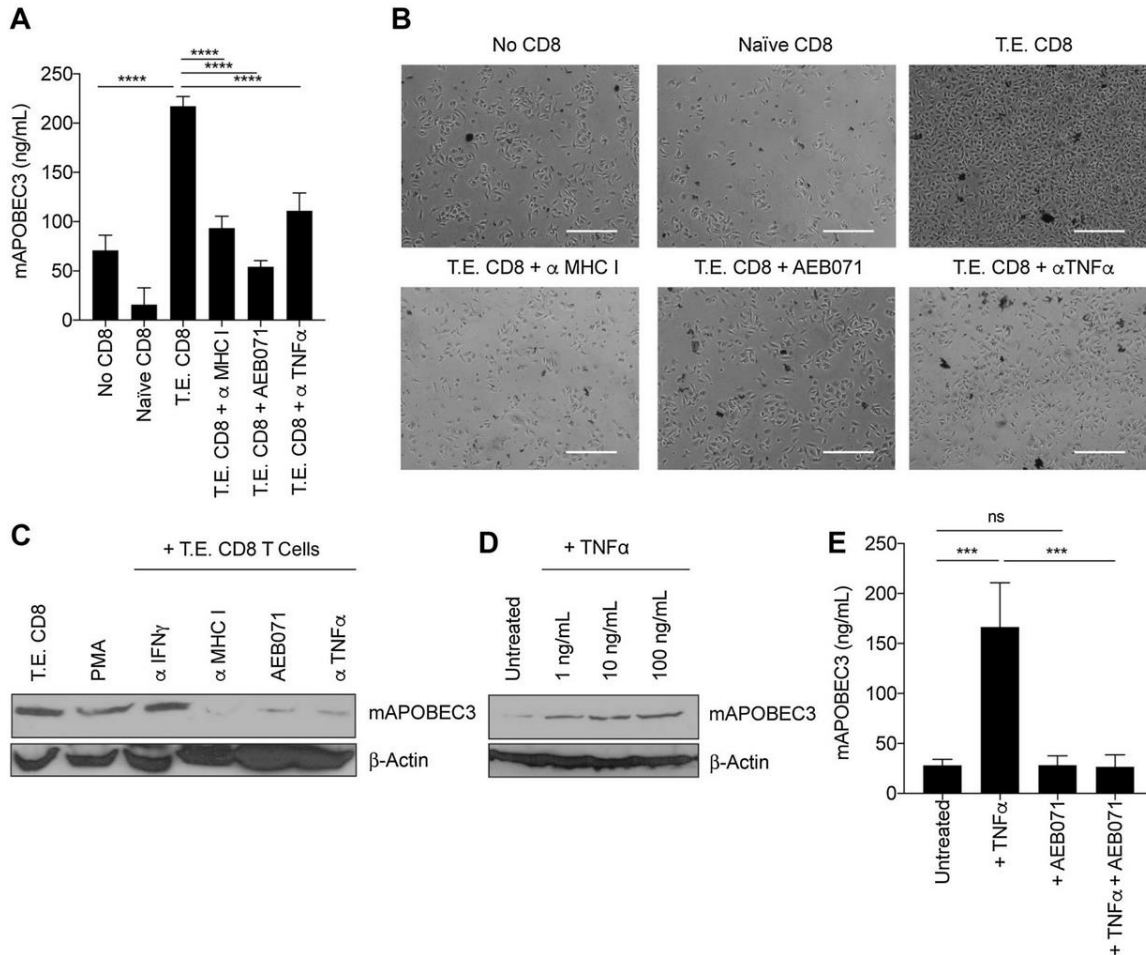 A
mAPOBEC3 (ng/mL)
250
200
150
100
50
0
****
****
****
****
No CD8
Naïve CD8
T.E. CD8
T.E. CD8 + α MHC I
T.E. CD8 + AEB071
T.E. CD8 + α TNFα
B
No CD8
Naïve CD8
T.E. CD8
T.E. CD8 + α MHC I
T.E. CD8 + AEB071
T.E. CD8 + αTNFα
C
+ T.E. CD8 T Cells
T.E. CD8
PMA
α IFNγ
α MHC I
AEB071
α TNFα
mAPOBEC3
β-Actin
D
+ TNFα
Untreated
1 ng/mL
10 ng/mL
100 ng/mL
mAPOBEC3
β-Actin
E
mAPOBEC3 (ng/mL)
250
200
150
100
50
0
ns
***
***
Untreated
+ TNFα
+ AEB071
+ TNFα + AEB071